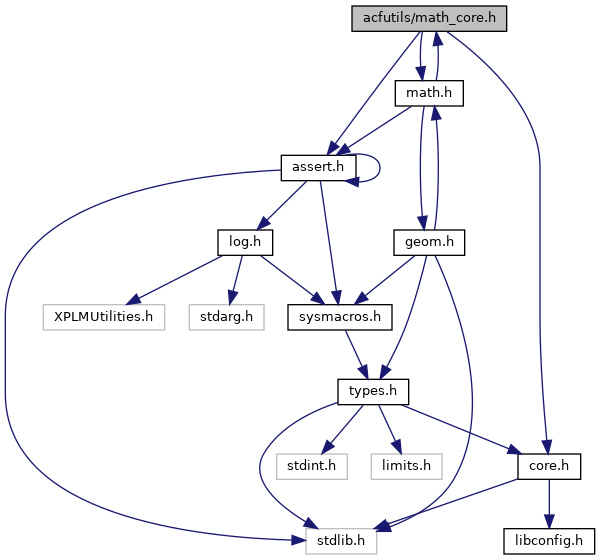 acfutils/math_core.h
math.h
assert.h
log.h
geom.h
XPLMUtilities.h
stdarg.h
sysmacros.h
types.h
stdint.h
limits.h
core.h
stdlib.h
libconfig.h